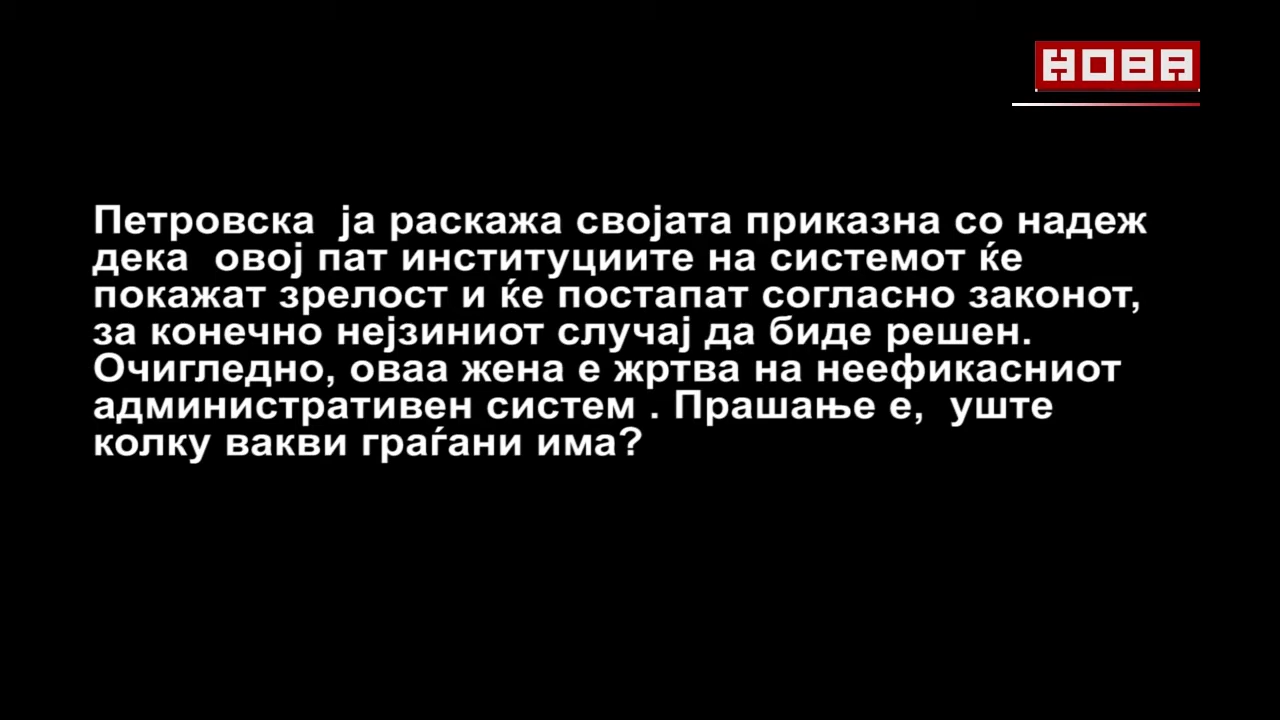 НОВА
Петровска  ја раскажа својата приказна со надеж
дека  овој пат институциите на системот ќе
покажат зрелост и ќе постапат согласно законот,
за конечно нејзиниот случај да биде решен.
Очигледно, оваа жена е жртва на неефикасниот
административен систем . Прашање е,  уште
колку вакви граѓани има?